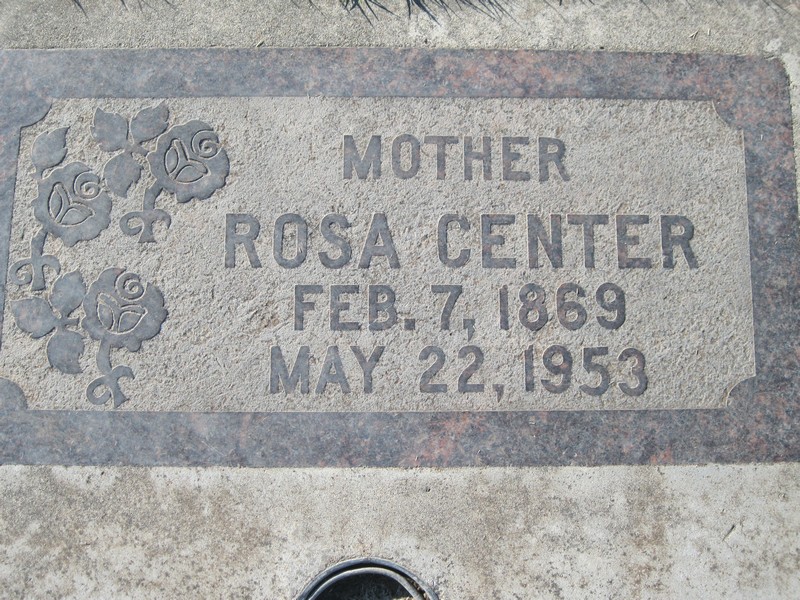 MOTHER
ROSA CENTER
FEB. 7, 1869
MAY 22, 1953